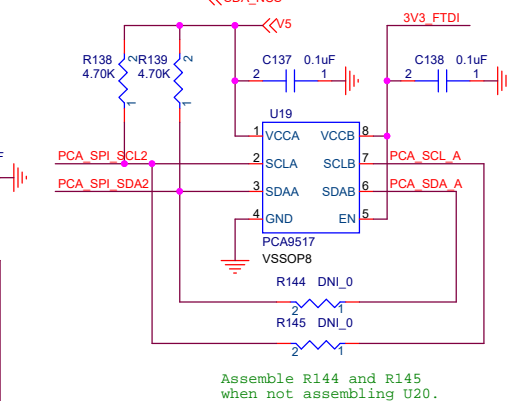 V5
3V3_FTDI
R138
4.70K
2
1
R139
4.70K
2
1
C137 0.1uF
2 1
C138 0.1uF
2 1
U19
1 VCCA VCCB 8
PCA_SPI_SCL2 2 SCLA SCLB 7 PCA_SCL_A
PCA_SPI_SDA2 3 SDAA SDAB 6 PCA_SDA_A
4 GND EN 5
PCA9517
VSSOP8
R144 DNI_0
2 1
R145 DNI_0
2 1
Assemble R144 and R145
when not assembling U20.